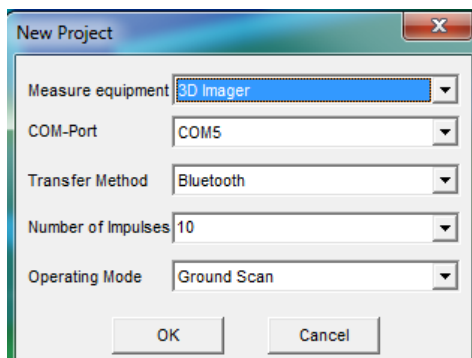 New Project
Measure equipment 3D Imager
COM-Port COM5
Transfer Method Bluetooth
Number of Impulses 10
Operating Mode Ground Scan
OK Cancel